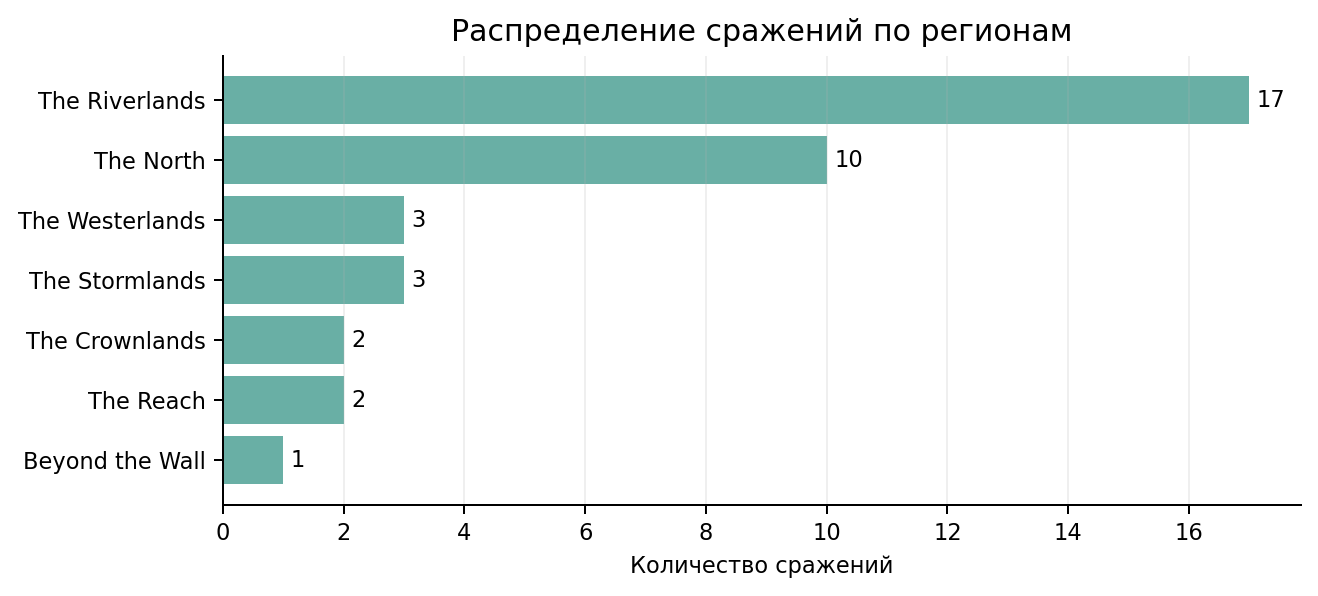 Распределение сражений по регионам
The Riverlands 17
The North 10
The Westerlands 3
The Stormlands 3
The Crownlands 2
The Reach 2
Beyond the Wall 1
0 2 4 6 8 10 12 14 16
Количество сражений